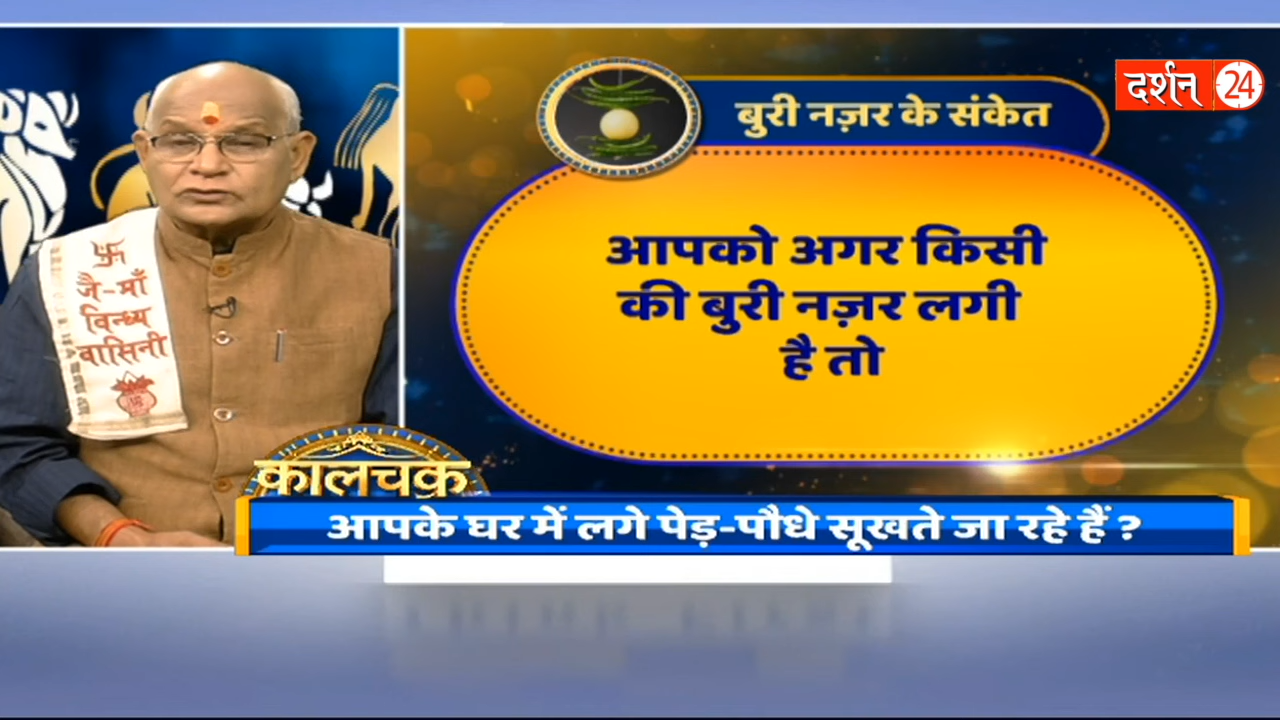 दर्शन 24
बुरी नज़र के संकेत
आपको अगर किसी
की बुरी नज़र लगी
है तो
जै-माँ
विन्ध्य
वासिनी
कालचक्र
आपके घर में लगे पेड़-पौधे सूखते जा रहे हैं ?